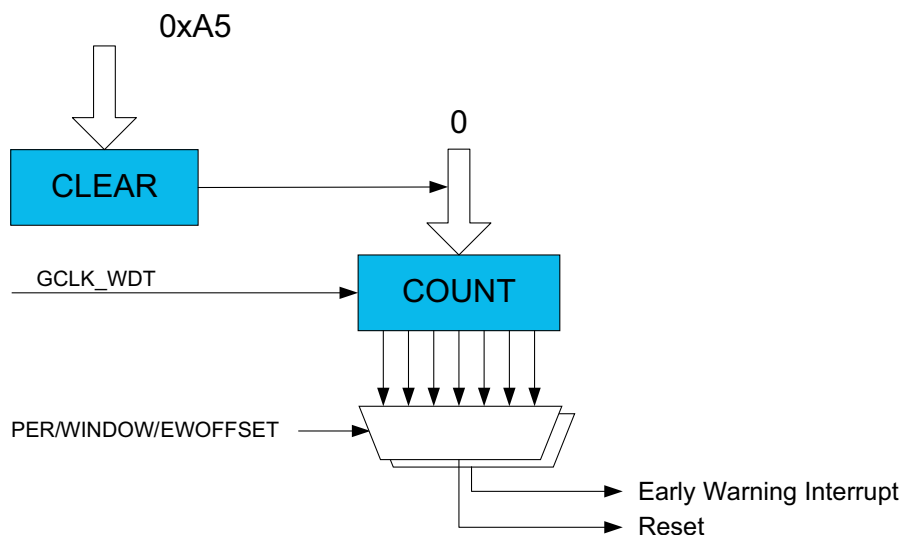 0xA5
0
CLEAR
GCLK_WDT
COUNT
PER/WINDOW/EWOFFSET
Early Warning Interrupt
Reset